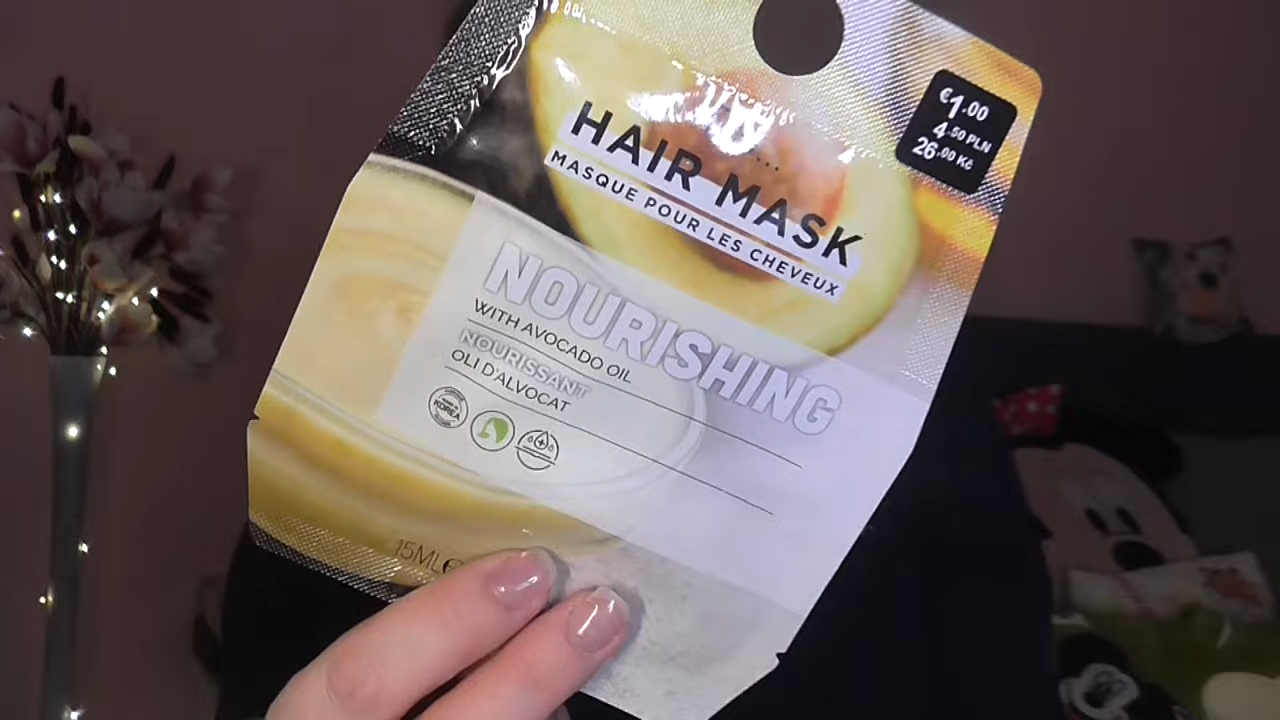 HAIR MASK
MASQUE POUR LES CHEVEUX
€1.00
4.50 PLN
26.00 Kč
NOURISHING
WITH AVOCADO OIL
NOURISSANT
OLI D'ALVOCAT
KOREA
15ML